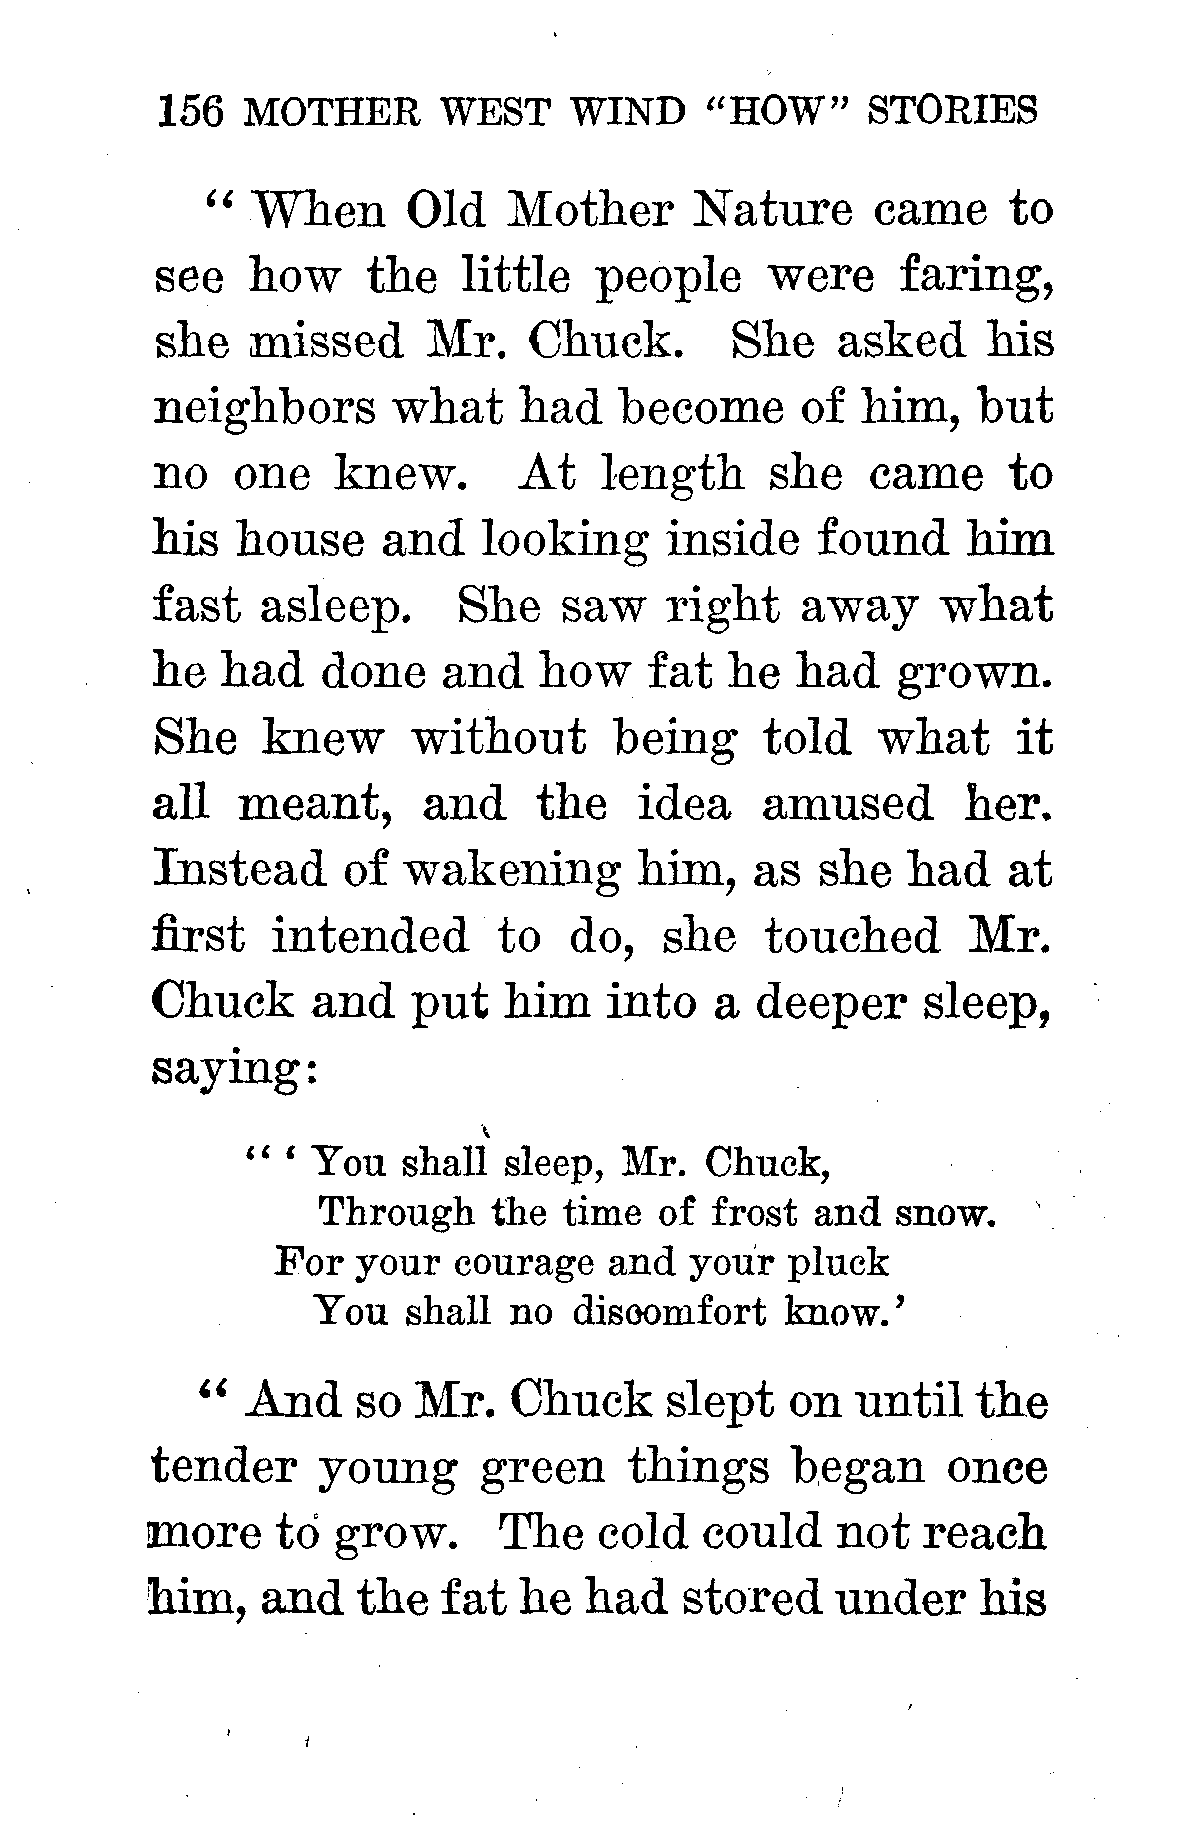 156 MOTHER WEST WIND "HOW" STORIES
" When Old Mother Nature came to
see how the little people were faring,
she missed Mr. Chuck. She asked his
neighbors what had become of him, but
no one knew. At length she came to
his house and looking inside found him
fast asleep. She saw right away what
he had done and how fat he had grown.
She knew without being told what it
all meant, and the idea amused her.
Instead of wakening him, as she had at
first intended to do, she touched Mr.
Chuck and put him into a deeper sleep,
saying:
" ' You shall sleep, Mr. Chuck,
Through the time of frost and snow.
For your courage and your pluck
You shall no discomfort know.'
" And so Mr. Chuck slept on until the
tender young green things began once
more to grow. The cold could not reach
him, and the fat he had stored under his